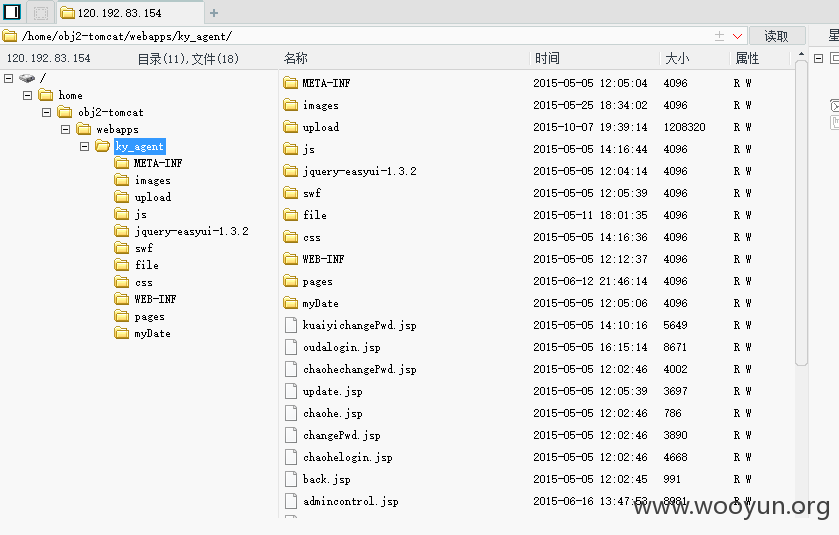 120.192.83.154
/home/obj2-tomcat/webapps/ky_agent/
读取
120.192.83.154 目录(11),文件(18)
名称 时间 大小 属性
/
home
obj2-tomcat
webapps
ky_agent
META-INF
images
upload
js
jquery-easyui-1.3.2
swf
file
css
WEB-INF
pages
myDate
META-INF 2015-05-05 12:05:04 4096 R W
images 2015-05-25 18:34:02 4096 R W
upload 2015-10-07 19:39:14 1208320 R W
js 2015-05-05 14:16:44 4096 R W
jquery-easyui-1.3.2 2015-05-05 12:04:14 4096 R W
swf 2015-05-05 12:05:39 4096 R W
file 2015-05-11 18:01:35 4096 R W
css 2015-05-05 14:16:36 4096 R W
WEB-INF 2015-05-05 12:12:37 4096 R W
pages 2015-06-12 21:46:14 4096 R W
myDate 2015-05-05 12:05:06 4096 R W
kuaiyichangePwd.jsp 2015-05-05 14:10:16 5649 R W
oudalogin.jsp 2015-05-05 16:15:14 8671 R W
chaohechangePwd.jsp 2015-05-05 12:02:46 4002 R W
update.jsp 2015-05-05 12:05:39 3697 R W
chaohe.jsp 2015-05-05 12:02:46 786 R W
changePwd.jsp 2015-05-05 12:02:46 3890 R W
chaohelogin.jsp 2015-05-05 12:02:46 4668 R W
back.jsp 2015-05-05 12:02:45 991 R W
admincontrol.jsp 2015-06-16 13:47:53 8981 R W
www.wooyun.org